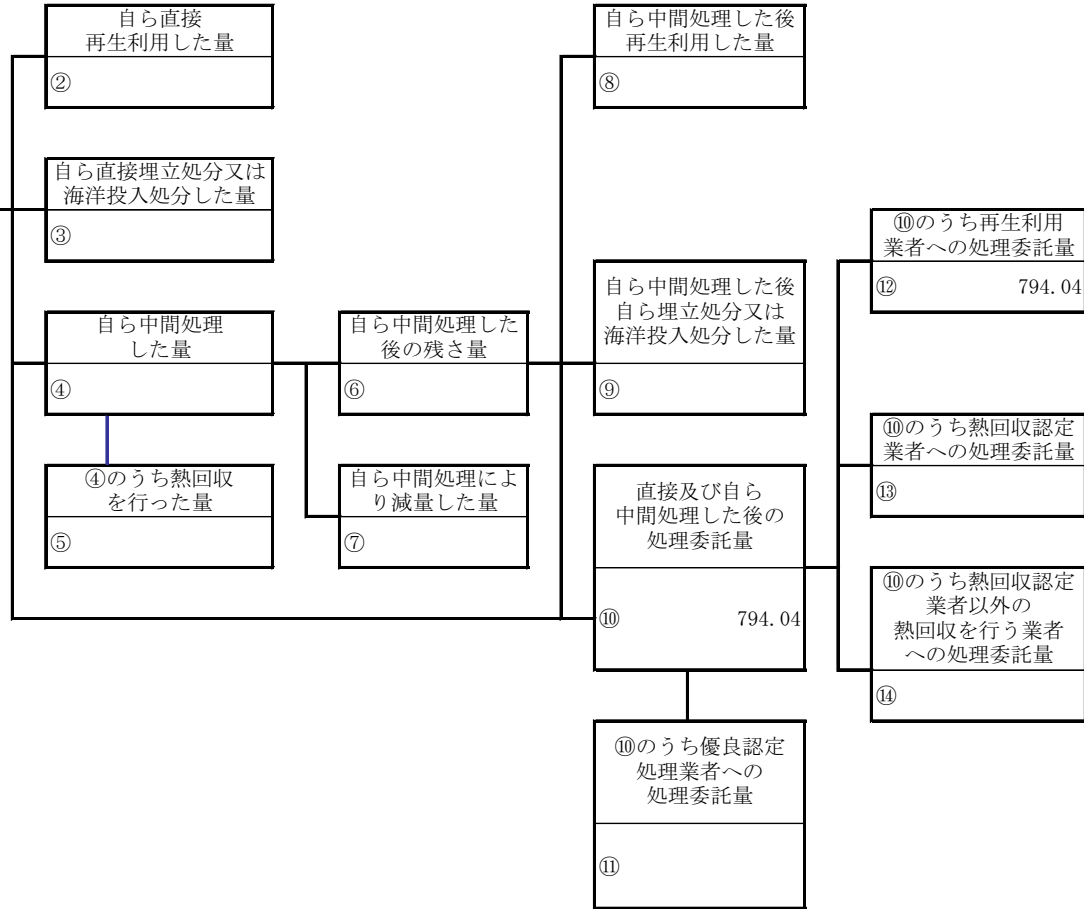 自ら直接
再生利用した量
②
自ら直接埋立処分又は
海洋投入処分した量
③
自ら中間処理
した量
④
④のうち熱回収
を行った量
⑤
自ら中間処理した
後の残さ量
⑥
自ら中間処理によ
り減量した量
⑦
自ら中間処理した後
再生利用した量
⑧
自ら中間処理した後
自ら埋立処分又は
海洋投入処分した量
⑨
直接及び自ら
中間処理した後の
処理委託量
⑩ 794.04
⑩のうち優良認定
処理業者への
処理委託量
⑪
⑩のうち再生利用
業者への処理委託量
⑫ 794.04
⑩のうち熱回収認定
業者への処理委託量
⑬
⑩のうち熱回収認定
業者以外の
熱回収を行う業者
への処理委託量
⑭